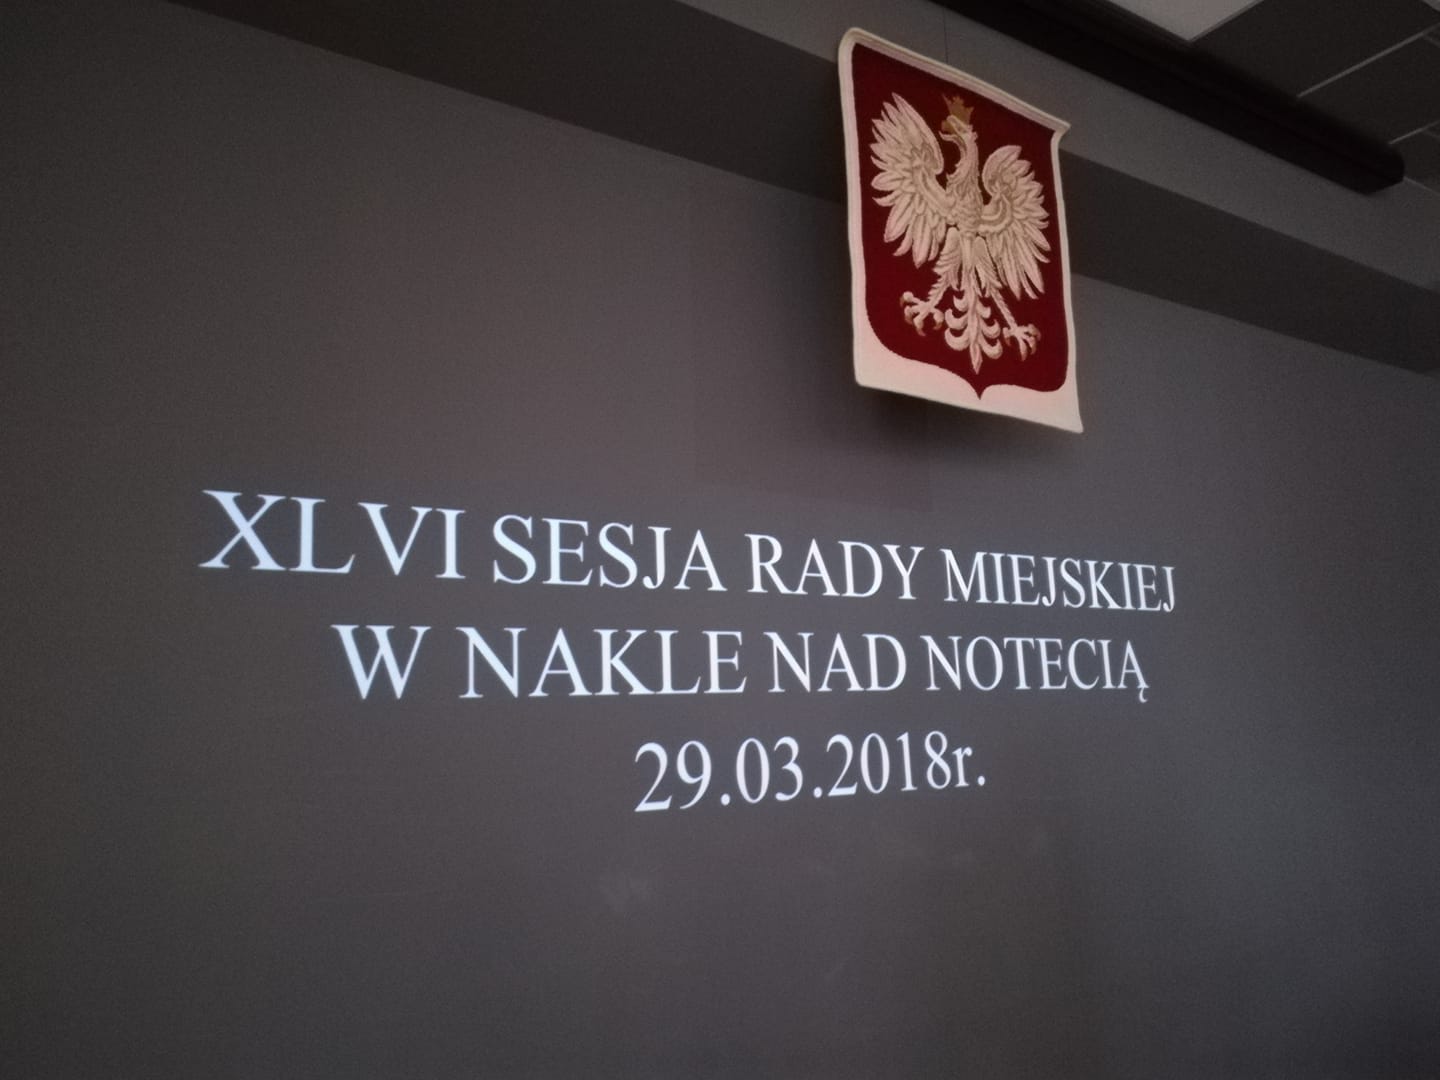 XLVI SESJA RADY MIEJSKIEJ
W NAKLE NAD NOTECIĄ
29.03.2018r.